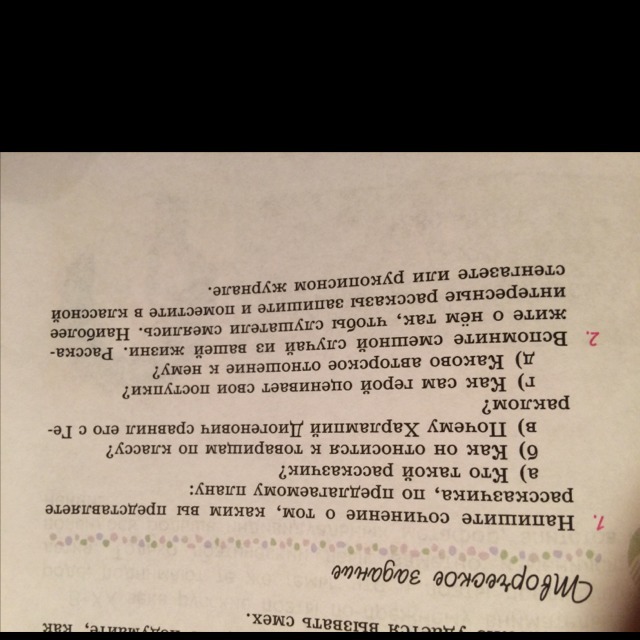 удастся вызвать смех.
Творческое задание
1. Напишите сочинение о том, каким вы представляете
рассказчика, по предлагаемому плану:
а) Кто такой рассказчик?
б) Как он относится к товарищам по классу?
в) Почему Харлампий Диогенович сравнил его с Ге-
раклом?
г) Как сам герой оценивает свои поступки?
д) Каково авторское отношение к нему?
2. Вспомните смешной случай из вашей жизни. Расска-
жите о нём так, чтобы слушатели смеялись. Наиболее
интересные рассказы запишите и поместите в классной
стенгазете или рукописном журнале.